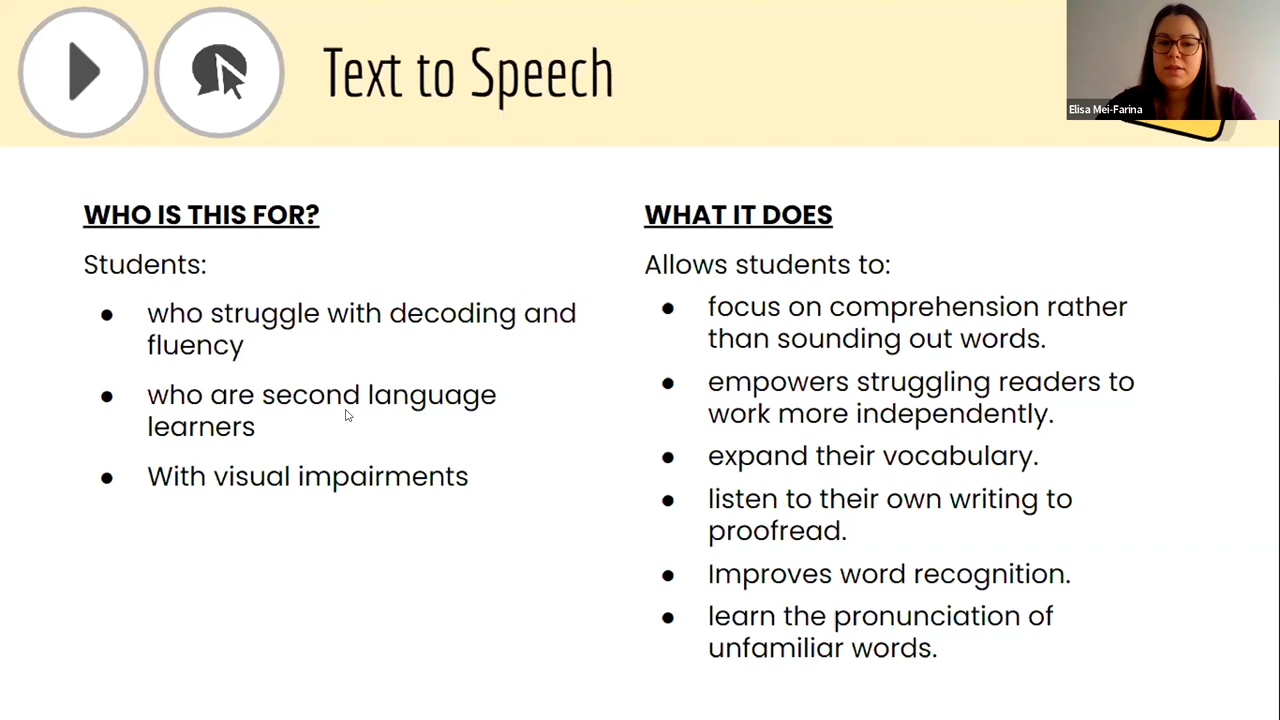 Text to Speech
Elisa Mei-Farina
WHO IS THIS FOR?
Students:
● who struggle with decoding and
fluency
● who are second language
learners
● With visual impairments
WHAT IT DOES
Allows students to:
● focus on comprehension rather
than sounding out words.
● empowers struggling readers to
work more independently.
● expand their vocabulary.
● listen to their own writing to
proofread.
● Improves word recognition.
● learn the pronunciation of
unfamiliar words.